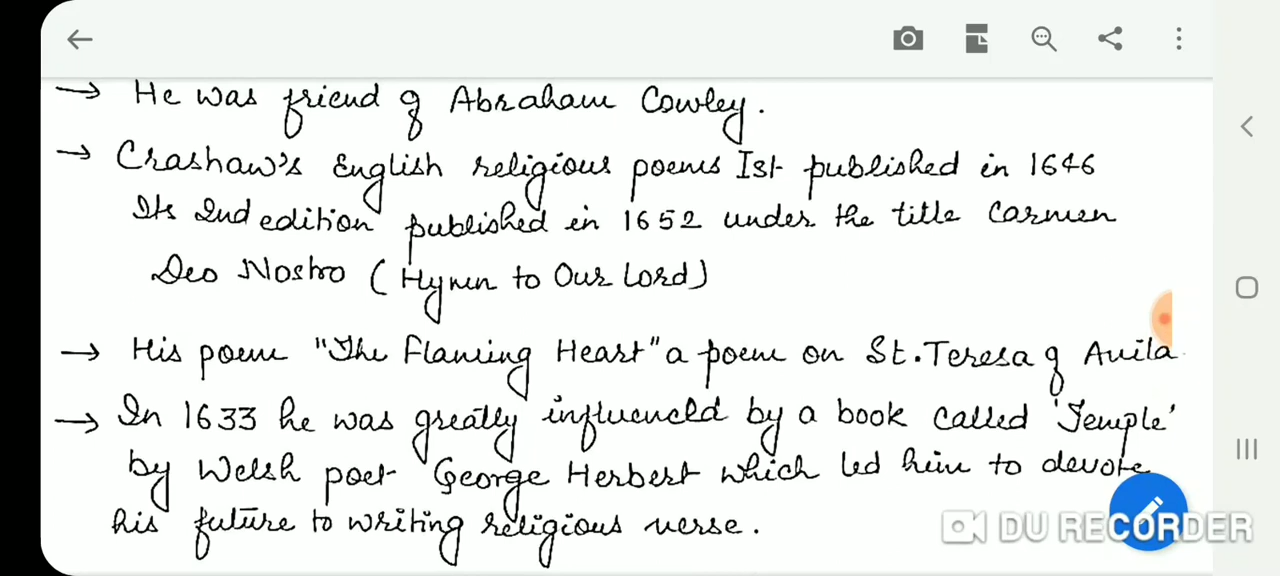 → He was friend of Abraham Cowley.
→ Crashaw's English religious poems Ist published in 1646
Its 2nd edition published in 1652 under the title Carmen
Deo Nostro (Hymn to Our Lord)
→ His poem "The Flaming Heart" a poem on St. Teresa of Avila
→ In 1633 he was greatly influenced by a book called 'Temple'
by Welsh poet George Herbert which led him to devote
his future to writing religious verse.
DU RECORDER